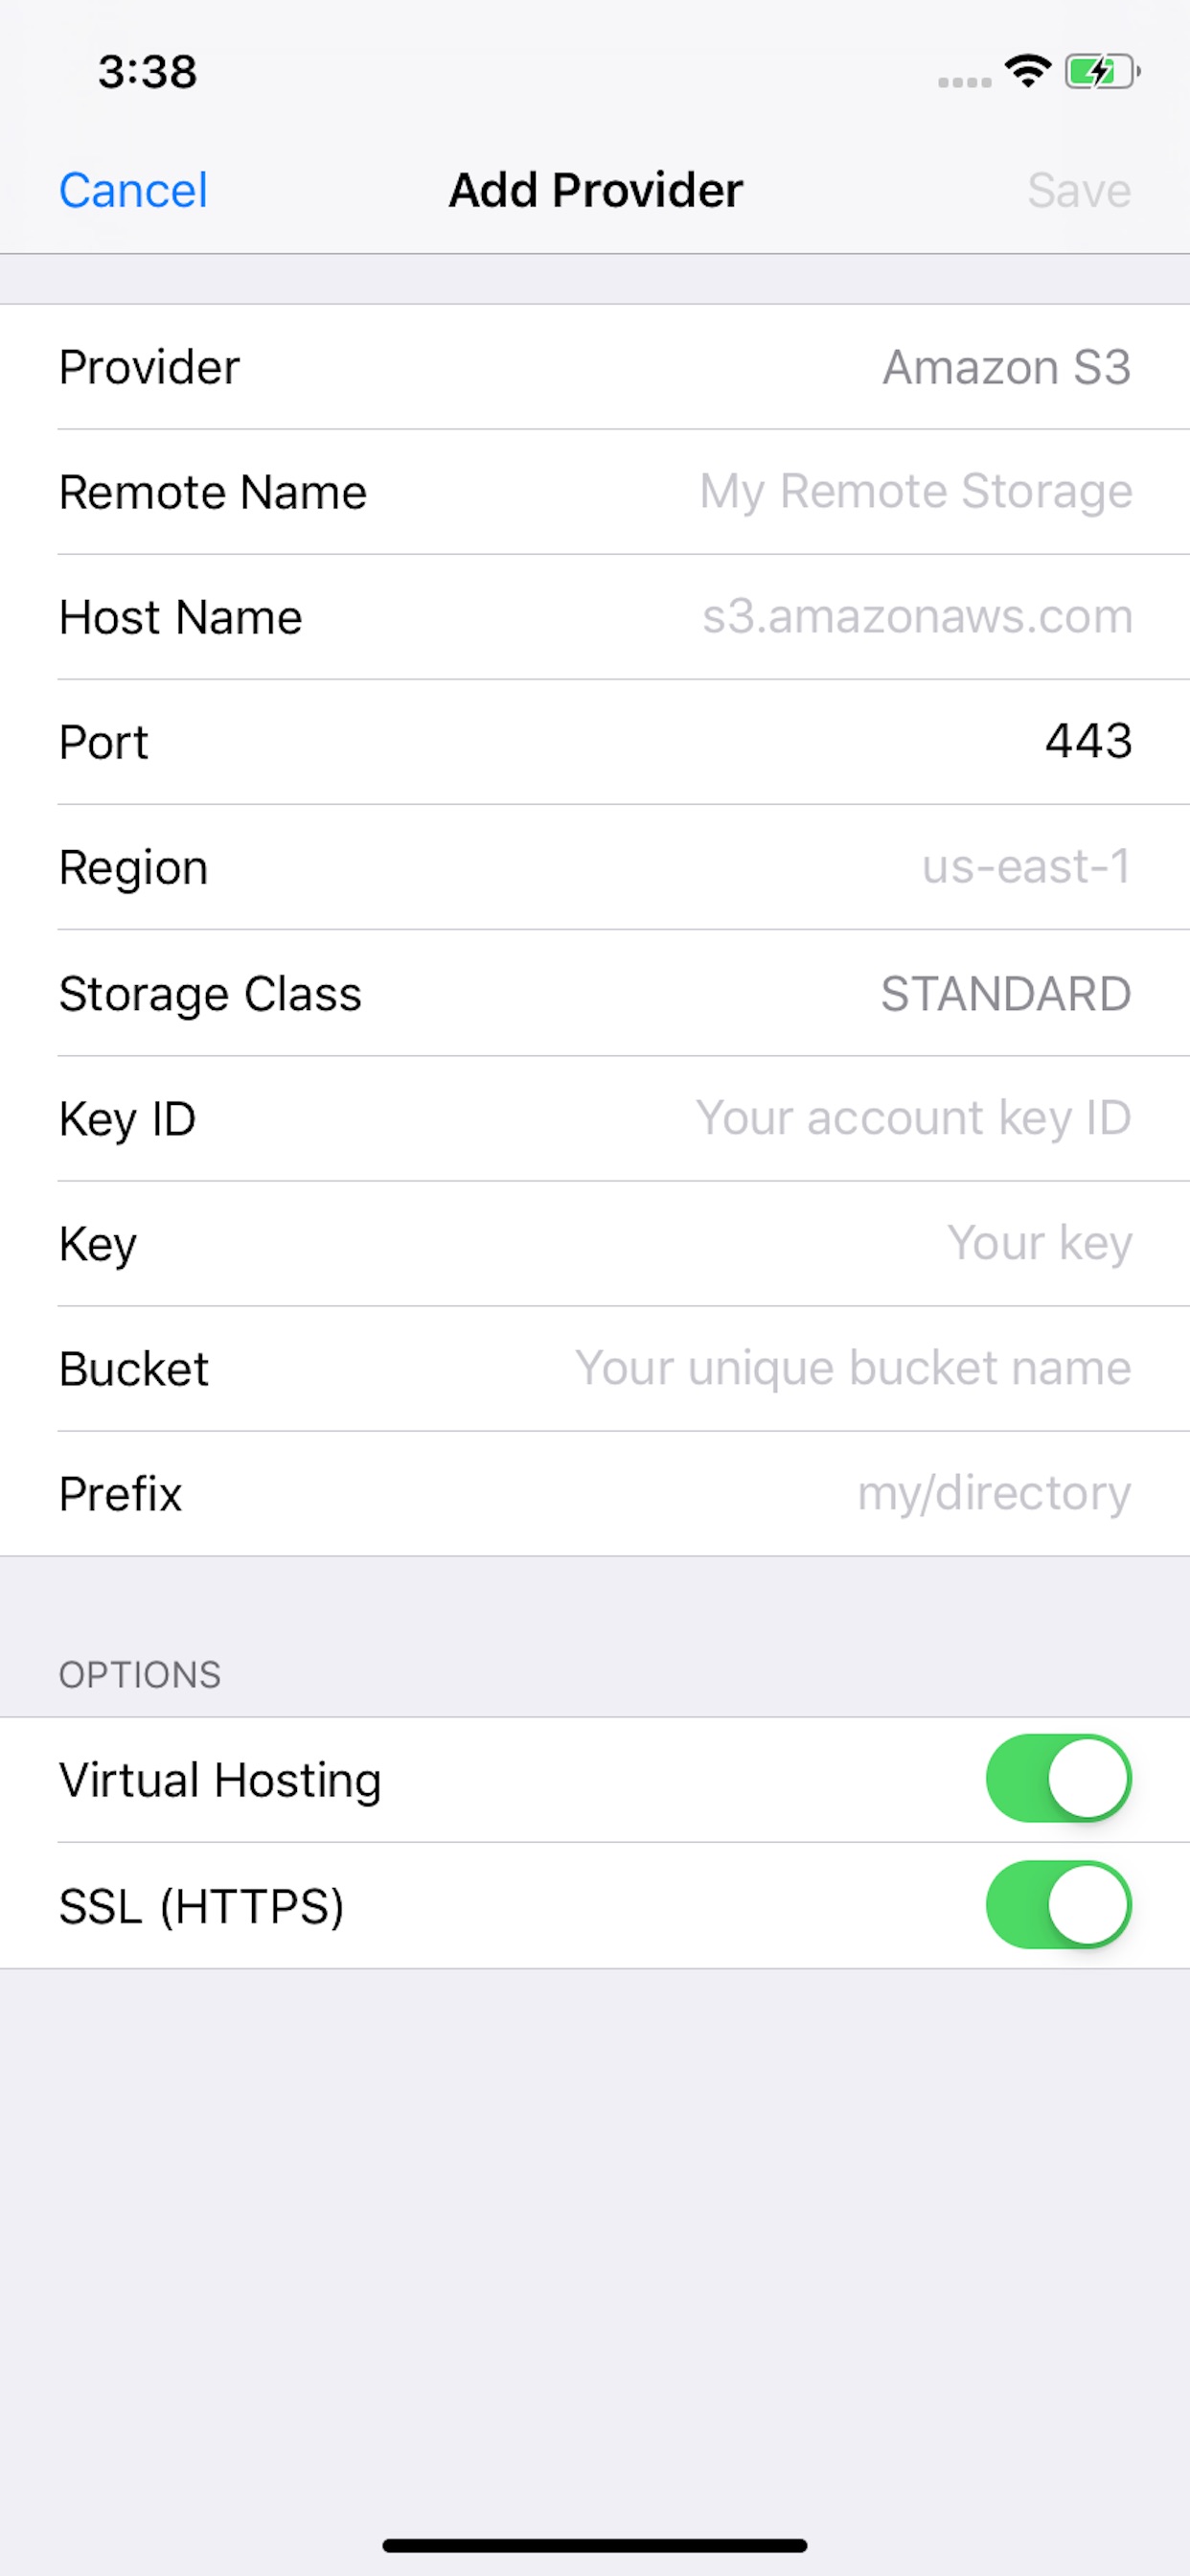 3:38
Cancel Add Provider Save
Provider Amazon S3
Remote Name My Remote Storage
Host Name s3.amazonaws.com
Port 443
Region us-east-1
Storage Class STANDARD
Key ID Your account key ID
Key Your key
Bucket Your unique bucket name
Prefix my/directory
OPTIONS
Virtual Hosting
SSL (HTTPS)